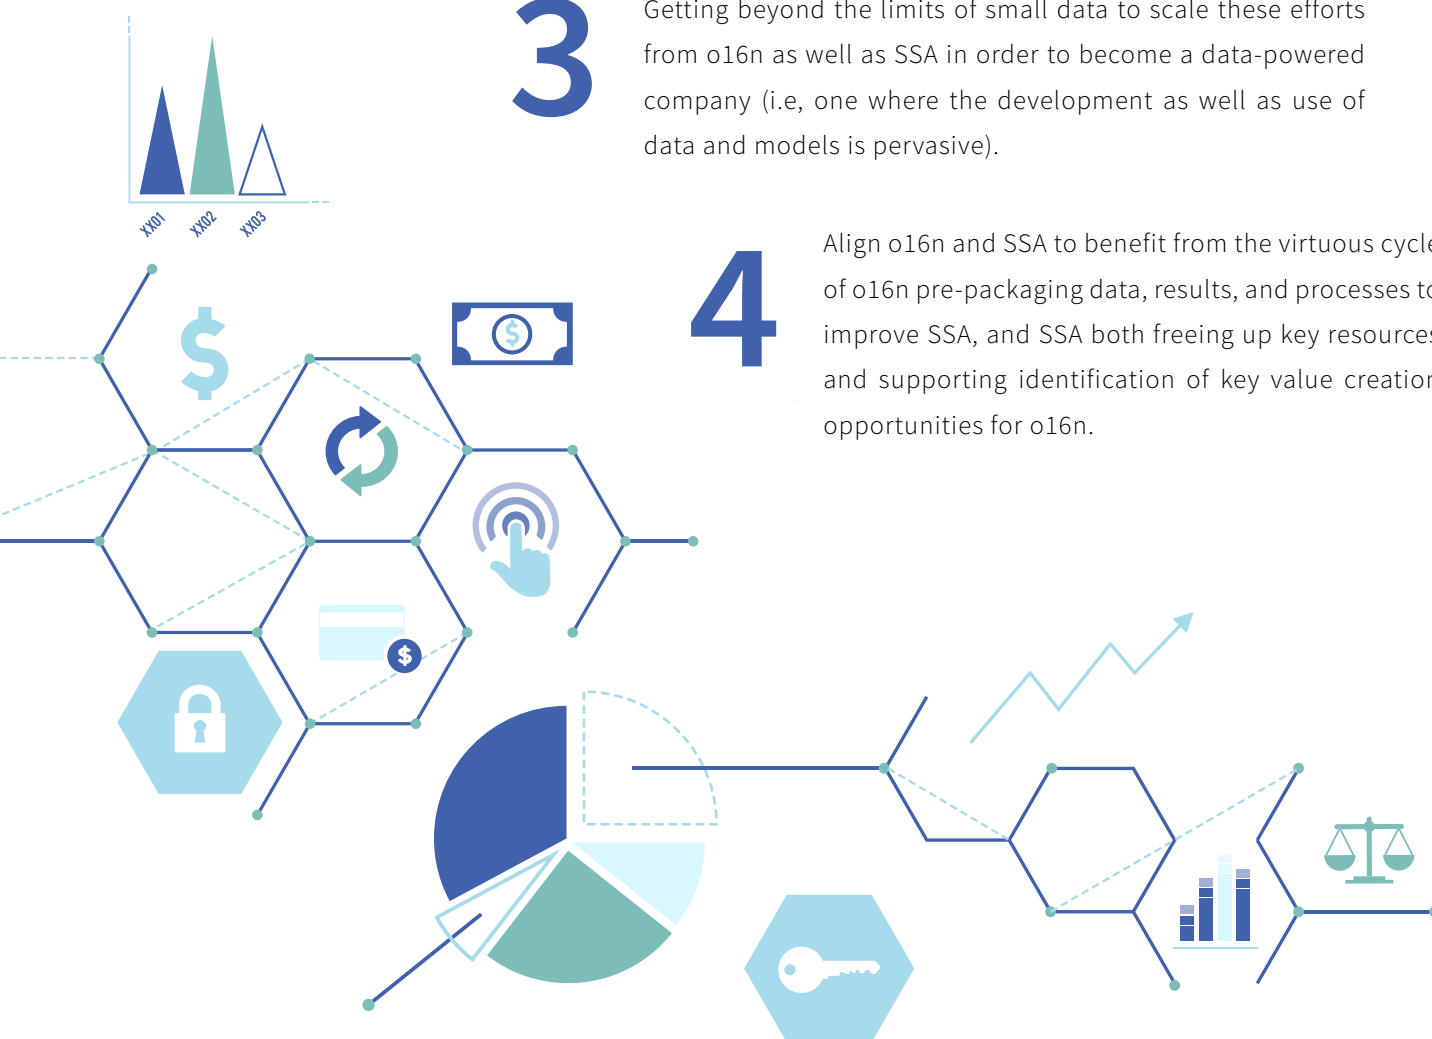 3
Getting beyond the limits of small data to scale these efforts
from o16n as well as SSA in order to become a data-powered
company (i.e, one where the development as well as use of
data and models is pervasive).
XX01 XX02 XX03
4
Align o16n and SSA to benefit from the virtuous cycle
of o16n pre-packaging data, results, and processes to
improve SSA, and SSA both freeing up key resources
and supporting identification of key value creation
opportunities for o16n.
$
$
$